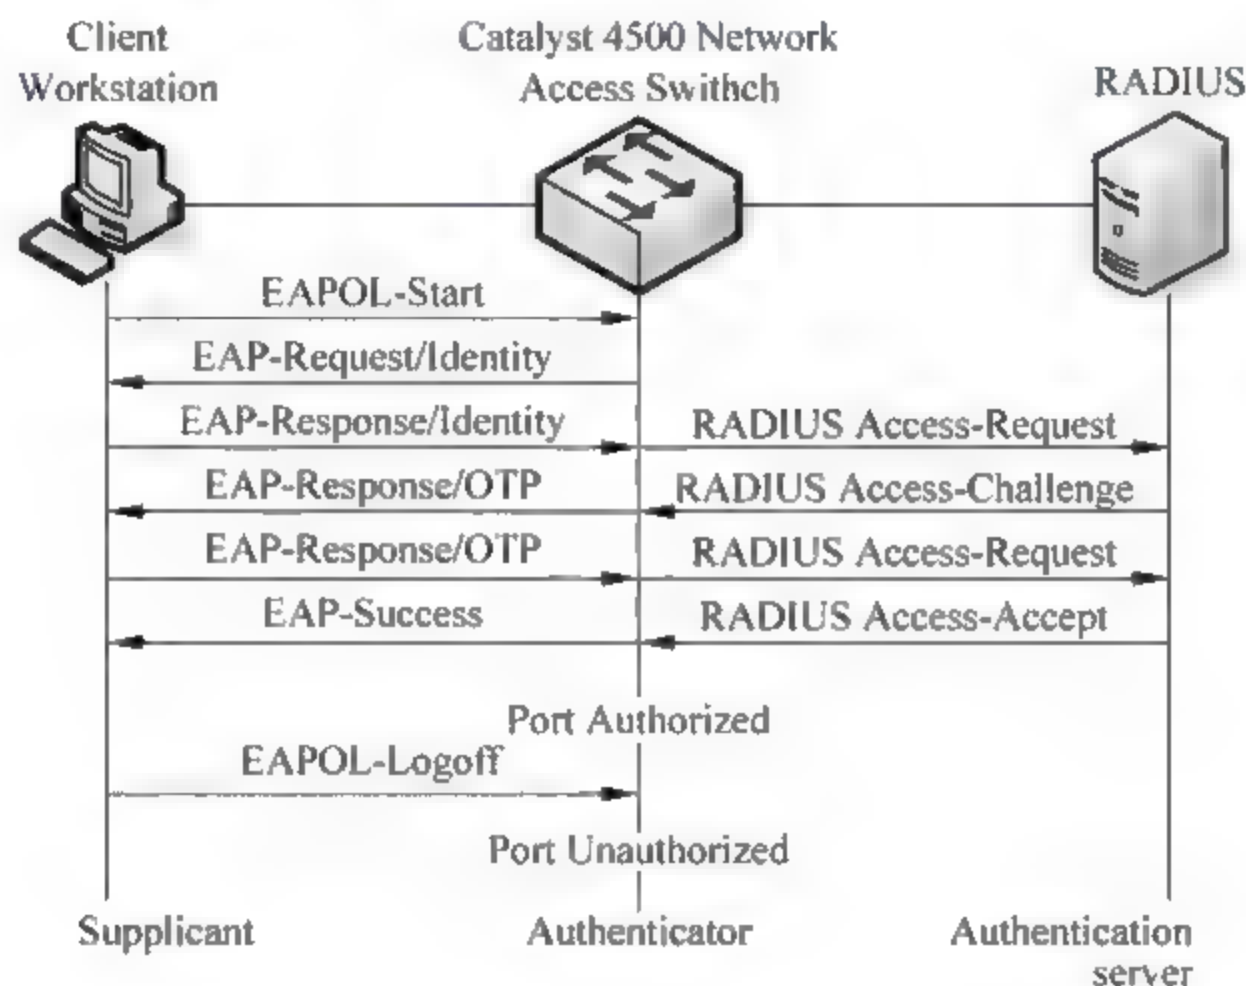 Client
Workstation
Catalyst 4500 Network
Access Swithch
RADIUS
EAPOL-Start
EAP-Request/Identity
EAP-Response/Identity
RADIUS Access-Request
EAP-Response/OTP
RADIUS Access-Challenge
EAP-Response/OTP
RADIUS Access-Request
EAP-Success
RADIUS Access-Accept
Port Authorized
EAPOL-Logoff
Port Unauthorized
Supplicant
Authenticator
Authentication
server